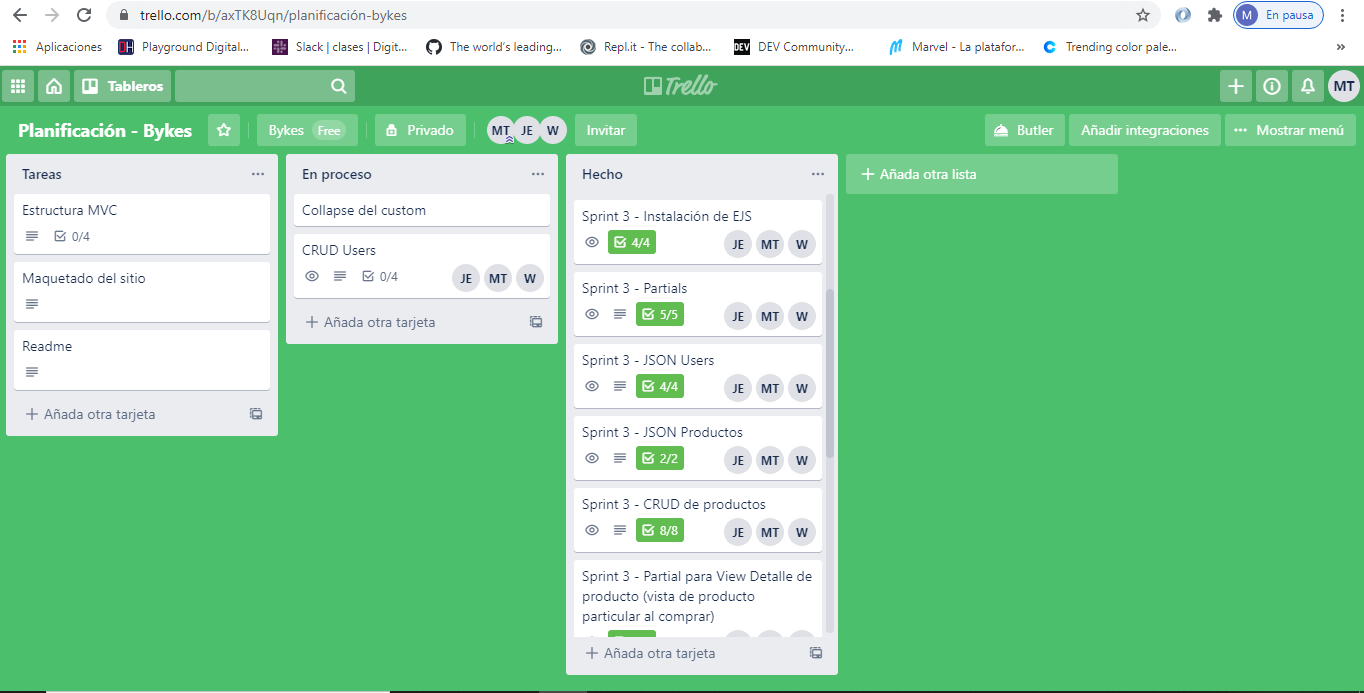 trello.com/b/axTK8Uqn/planificación-bykes
M En pausa
Aplicaciones
DH Playground Digital...
Slack | clases | Digit...
The world's leading...
Repl.it - The collab...
DEV DEV Community...
Marvel - La platafor...
Trending color pale...
»
Tableros
Trello
MT
Planificación - Bykes
Bykes Free
Privado
MT JE W
Invitar
Butler
Añadir integraciones
··· Mostrar menú
Tareas ···
Estructura MVC
0/4
Maquetado del sitio
Readme
+ Añada otra tarjeta
En proceso ···
Collapse del custom
CRUD Users
0/4 JE MT W
+ Añada otra tarjeta
Hecho ···
Sprint 3 - Instalación de EJS
4/4 JE MT W
Sprint 3 - Partials
5/5 JE MT W
Sprint 3 - JSON Users
4/4 JE MT W
Sprint 3 - JSON Productos
2/2 JE MT W
Sprint 3 - CRUD de productos
8/8 JE MT W
Sprint 3 - Partial para View Detalle de
producto (vista de producto
particular al comprar)
+ Añada otra tarjeta
+ Añada otra lista